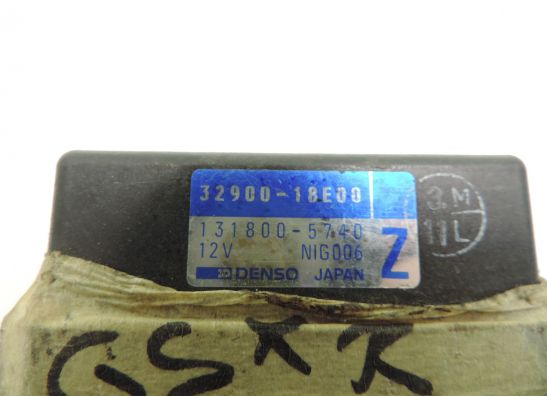 32900-18E00
131800-5740
12V NIG006
DENSO JAPAN
Z
3.M
11L
GSXR